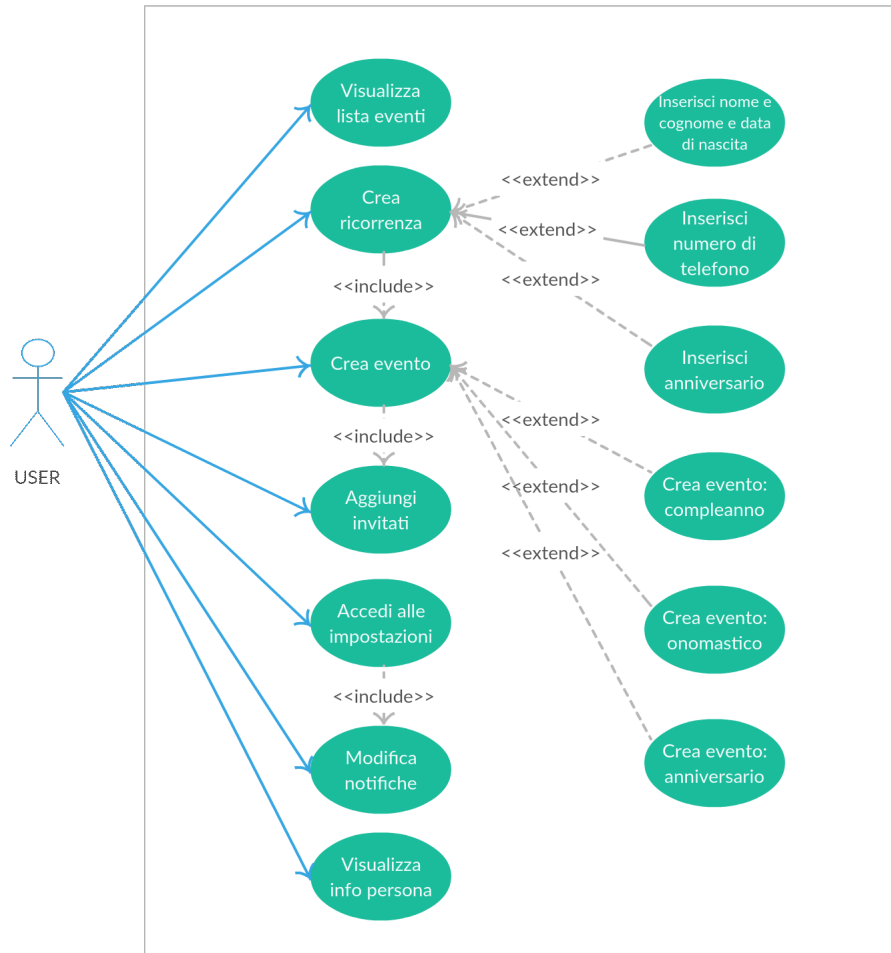 Visualizza
lista eventi
Inserisci nome e
cognome e data
di nascita
<<extend>>
Crea
ricorrenza
<<extend>>
Inserisci
numero di
telefono
<<extend>>
<<include>>
Crea evento
Inserisci
anniversario
USER
<<include>>
<<extend>>
Aggiungi
invitati
<<extend>>
Crea evento:
compleanno
<<extend>>
Accedi alle
impostazioni
Crea evento:
onomastico
<<include>>
Modifica
notifiche
Crea evento:
anniversario
Visualizza
info persona